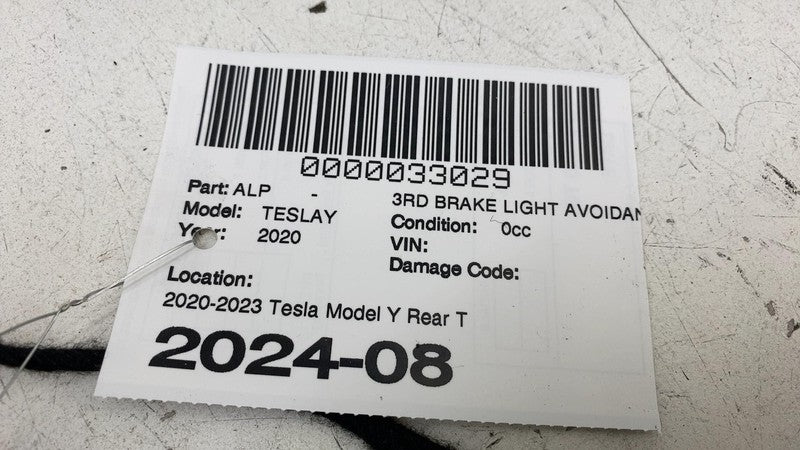 0000033029
Part: ALP - 3RD BRAKE LIGHT AVOIDAN
Model: TESLAY Condition: 0cc
Year: 2020 VIN:
Damage Code:
Location:
2020-2023 Tesla Model Y Rear T
2024-08